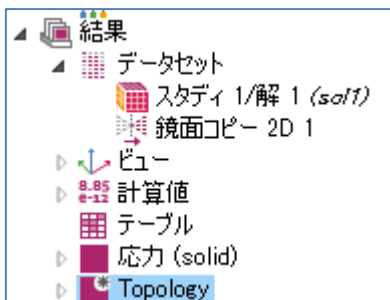 結果
データセット
スタディ 1/解 1 (sol1)
鏡面コピー 2D 1
ビュー
8.85
e-12
計算値
テーブル
応力 (solid)
Topology